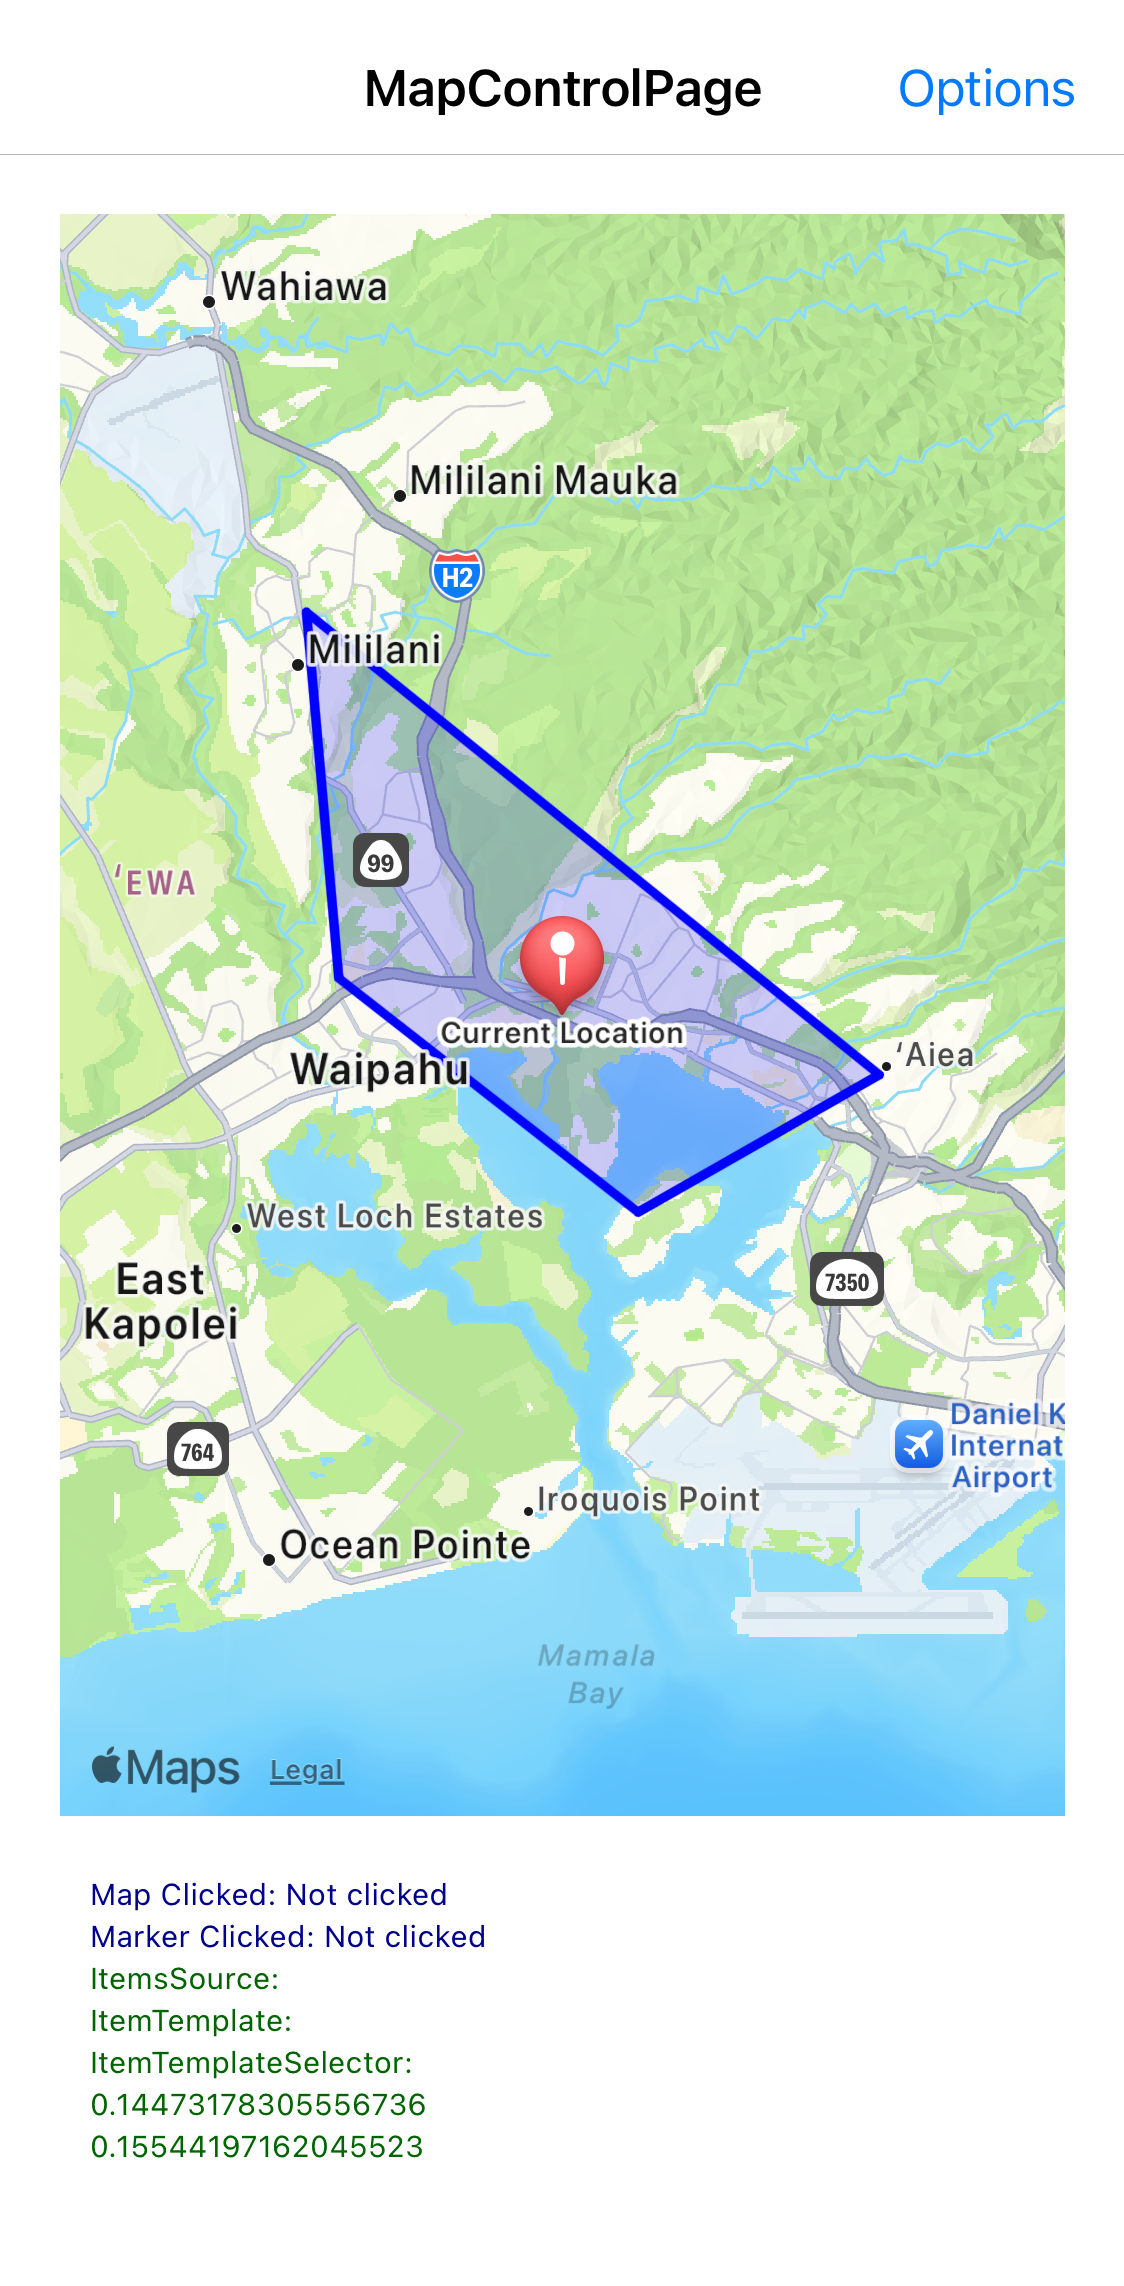 MapControlPage
Options
Wahiawa
Mililani Mauka
H2
Mililani
99
ʻEWA
Current Location
ʻAiea
Waipahu
West Loch Estates
East
Kapolei
7350
Daniel K
Internat
Airport
764
Iroquois Point
Ocean Pointe
Mamala
Bay
Maps
Legal
Map Clicked: Not clicked
Marker Clicked: Not clicked
ItemsSource:
ItemTemplate:
ItemTemplateSelector:
0.14473178305556736
0.15544197162045523